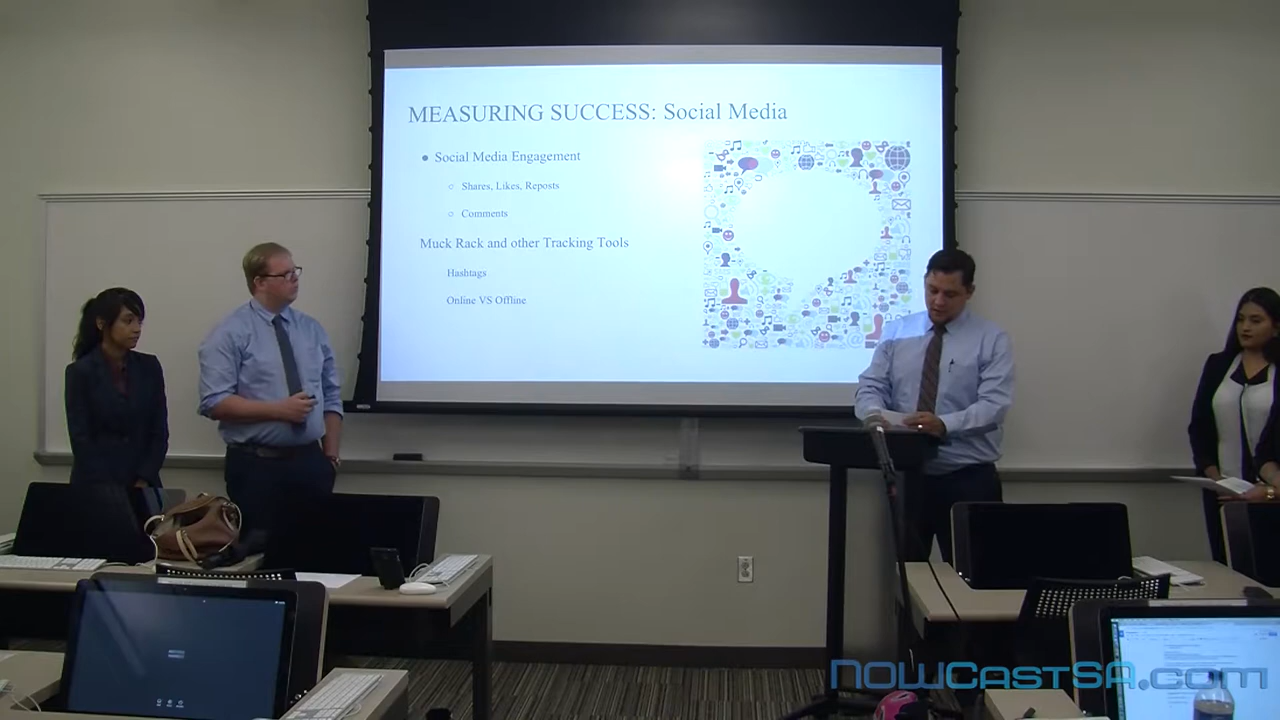 MEASURING SUCCESS: Social Media
● Social Media Engagement
○ Shares, Likes, Reposts
○ Comments
Muck Rack and other Tracking Tools
Hashtags
Online VS Offline
NOWCASTSA.com